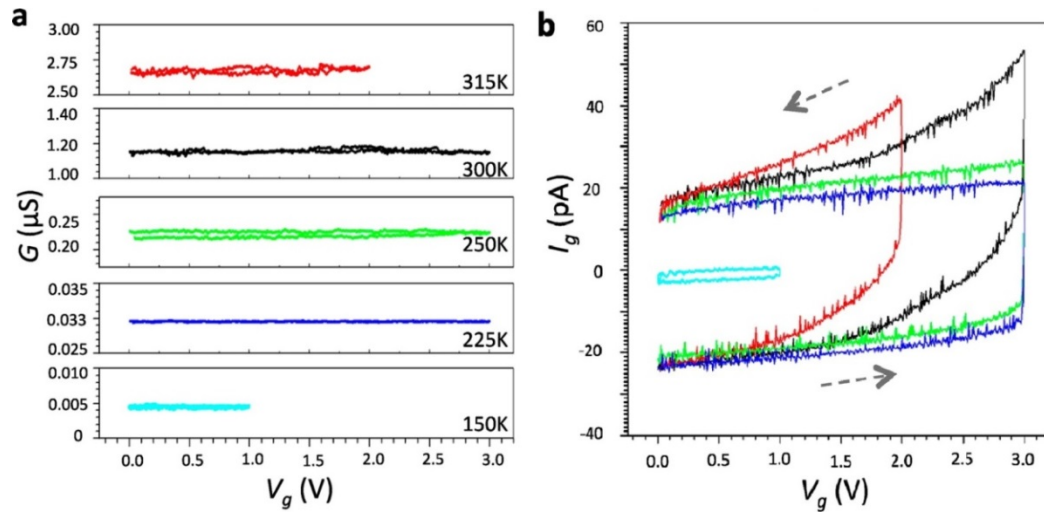 a
3.00
2.75
2.50
315K
1.40
1.20
1.00
300K
0.25
0.20
250K
0.035
0.033
0.025
225K
0.010
0.005
0
150K
G (µS)
0.0 0.5 1.0 1.5 2.0 2.5 3.0
Vg (V)
b
60
40
20
0
-20
-40
Ig (pA)
0.0 0.5 1.0 1.5 2.0 2.5 3.0
Vg (V)